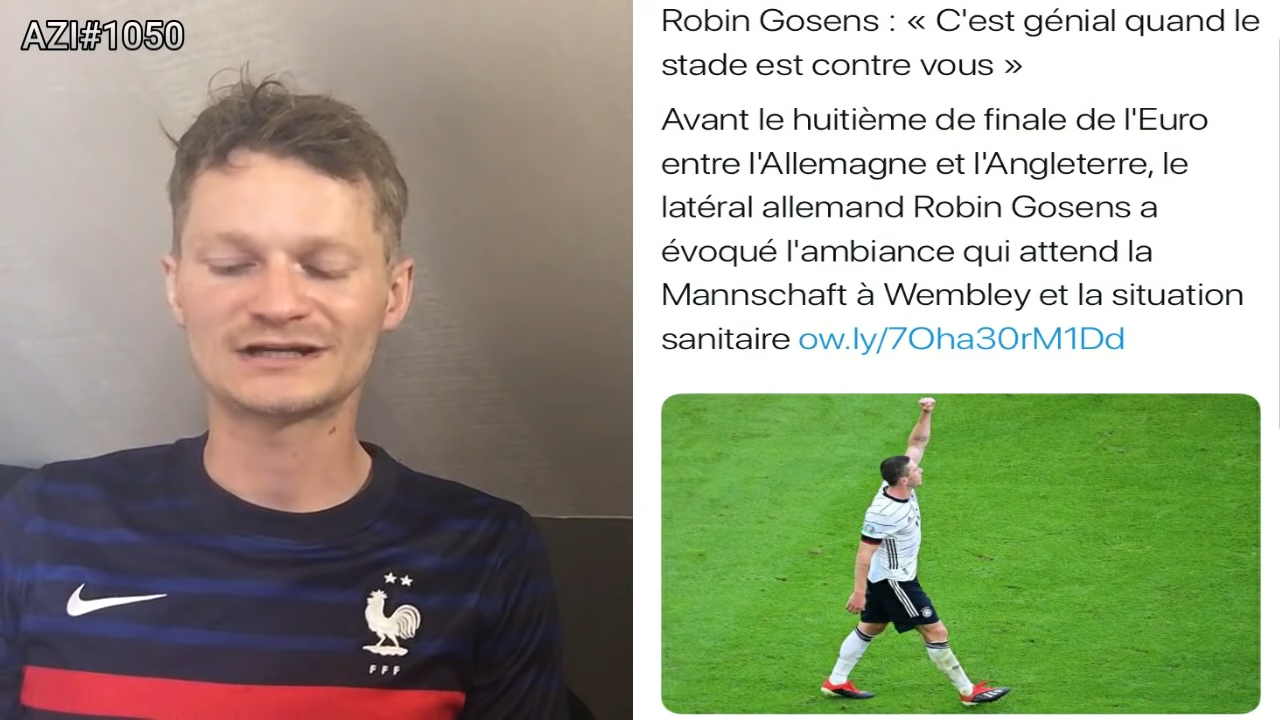 AZI#1050
Robin Gosens : « C'est génial quand le
stade est contre vous »
Avant le huitième de finale de l'Euro
entre l'Allemagne et l'Angleterre, le
latéral allemand Robin Gosens a
évoqué l'ambiance qui attend la
Mannschaft à Wembley et la situation
sanitaire ow.ly/7Oha30rM1Dd
FFF